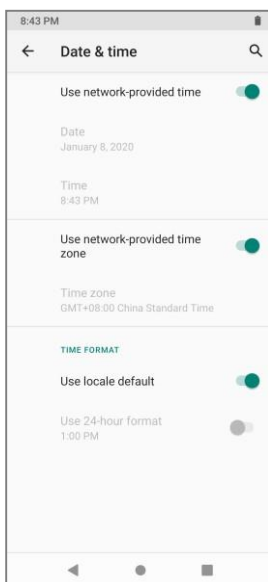 8:43 PM
Date & time
Use network-provided time
Date
January 8, 2020
Time
8:43 PM
Use network-provided time
zone
Time zone
GMT+08:00 China Standard Time
TIME FORMAT
Use locale default
Use 24-hour format
1:00 PM